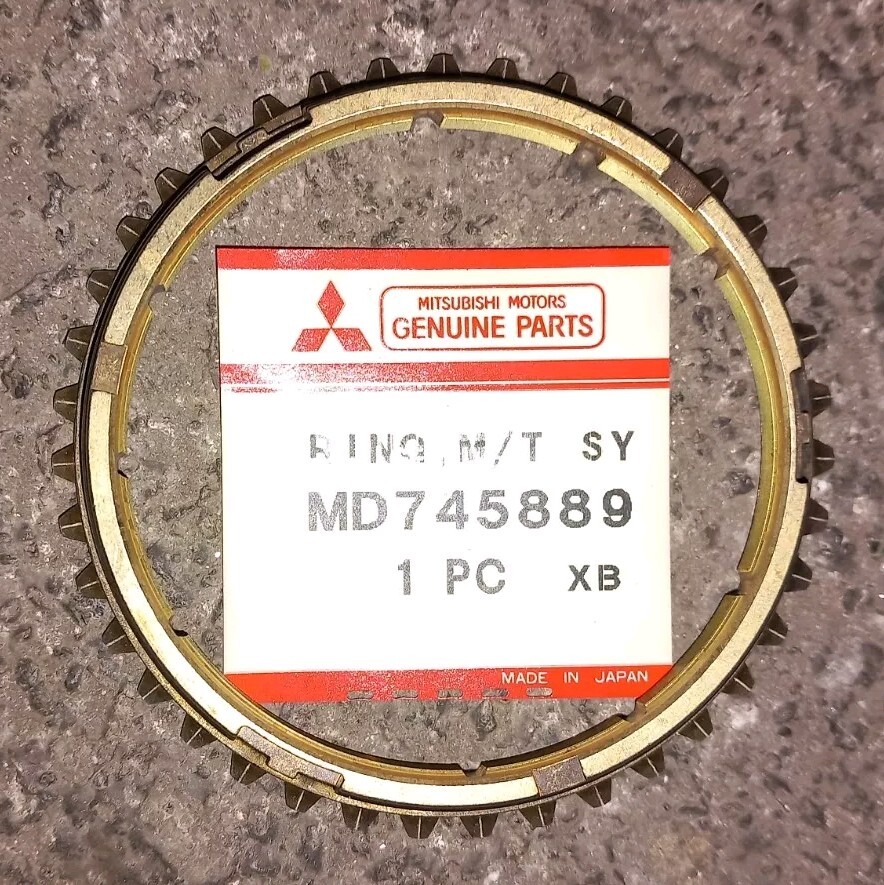 MITSUBISHI MOTORS
GENUINE PARTS
RING,M/T SY
MD745889
1 PC XB
MADE IN JAPAN